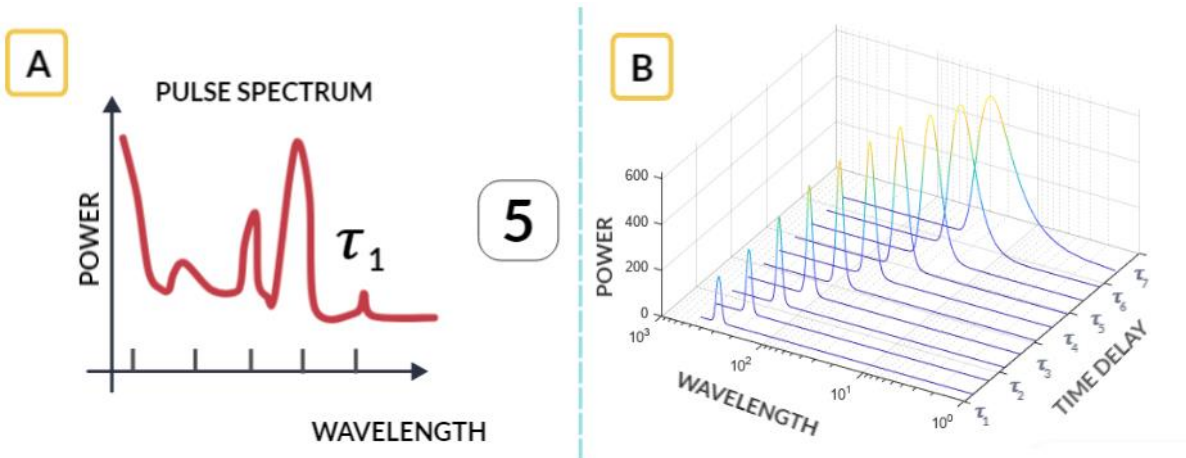 A
PULSE SPECTRUM
POWER
τ1
WAVELENGTH
5
B
POWER
600
400
200
0
10³
10²
10¹
10⁰
WAVELENGTH
τ1
τ2
τ3
τ4
τ5
τ6
τ7
TIME DELAY